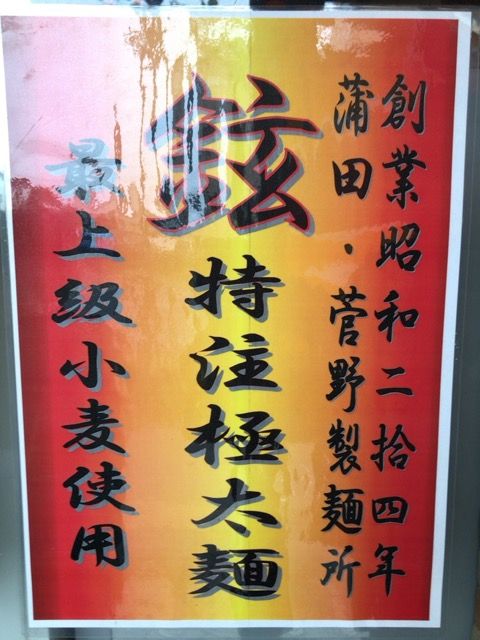 創業昭和二拾四年
蒲田・菅野製麺所
鉉
特注極太麺
最上級小麦使用